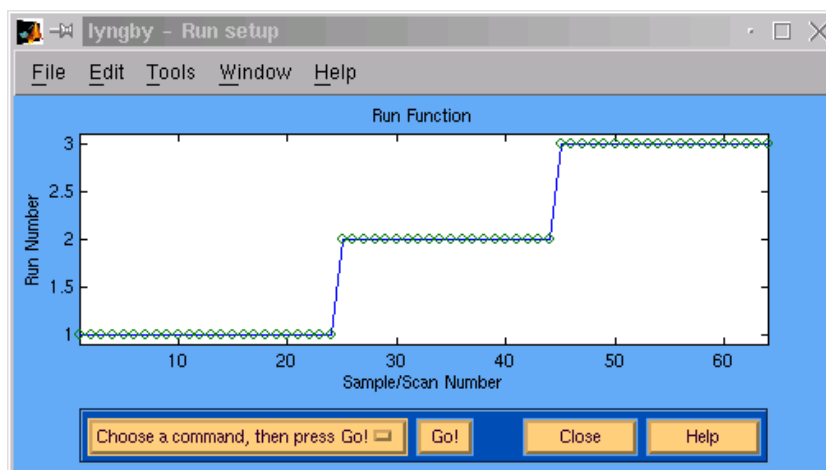 lyngby - Run setup
File Edit Tools Window Help
Run Function
3
2.5
2
1.5
1
Run Number
10 20 30 40 50 60
Sample/Scan Number
Choose a command, then press Go! Go! Close Help